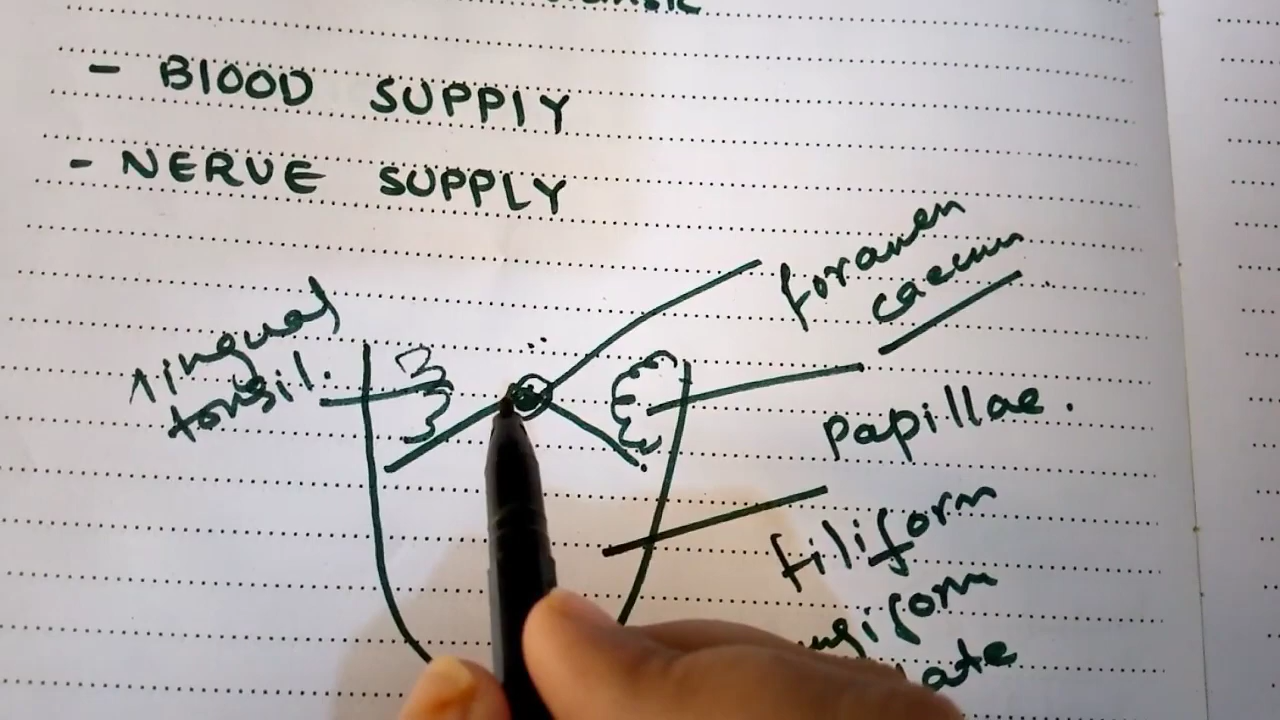 - BlOOD SUPPlY
- NERVE SUPPLY
foramen
caecum
lingual
tonsil.
Papillae.
filiform